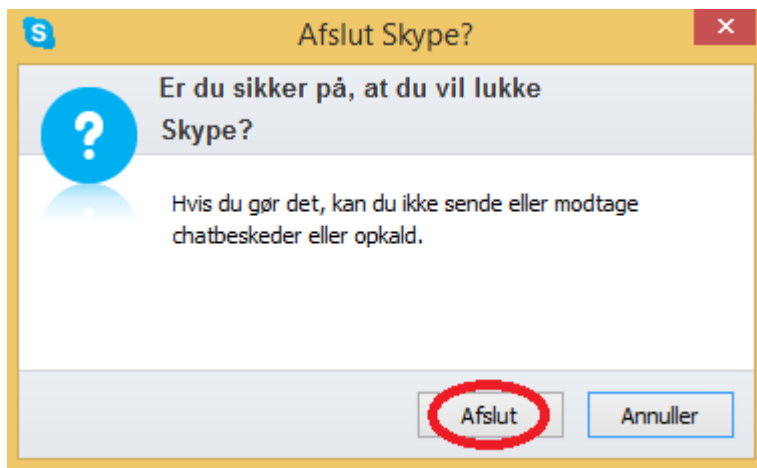 Afslut Skype?
Er du sikker på, at du vil lukke
Skype?
Hvis du gør det, kan du ikke sende eller modtage
chatbeskeder eller opkald.
Afslut
Annuller